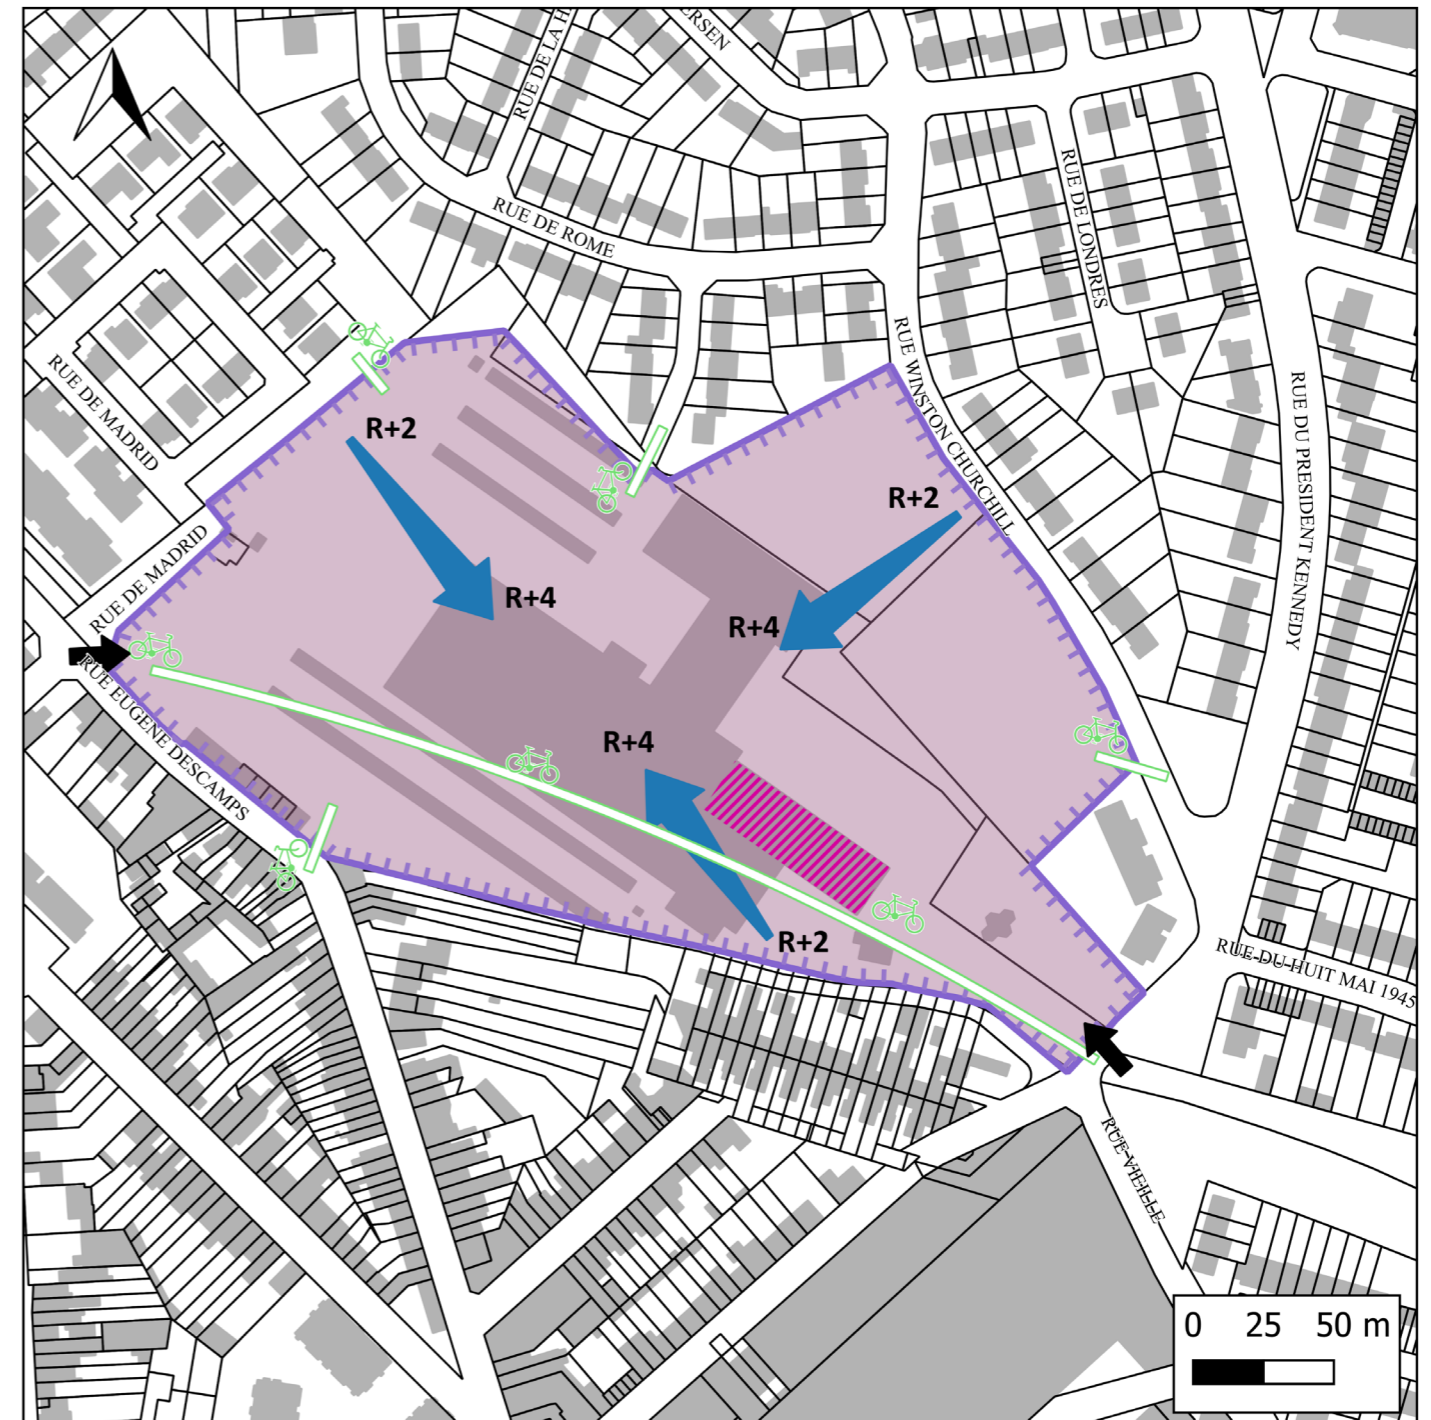 RUE DE LA H
ERSEN
RUE DE ROME
RUE DE LONDRES
RUE WINSTON CHURCHILL
RUE DE MADRID
RUE DU PRESIDENT KENNEDY
R+2
R+2
RUE DE MADRID
R+4
R+4
RUE EUGENE DESCAMPS
R+4
R+2
RUE DU HUIT MAI 1945
RUE VIEILLE
0 25 50 m